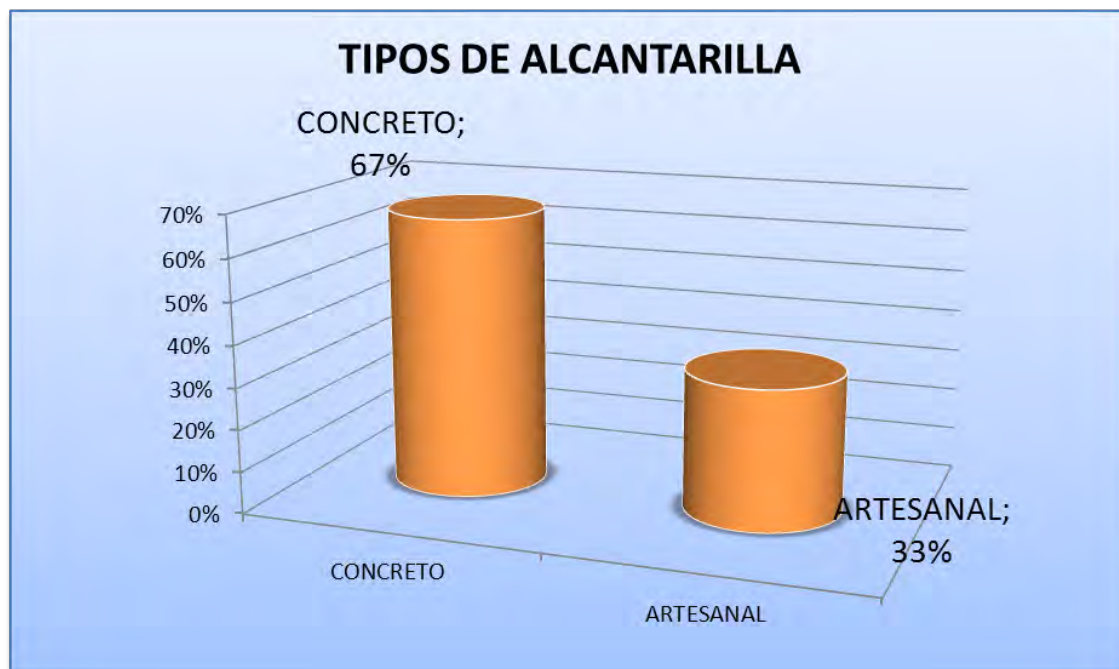 TIPOS DE ALCANTARILLA
CONCRETO;
67%
70%
60%
50%
40%
30%
20%
10%
0%
ARTESANAL;
33%
CONCRETO
ARTESANAL